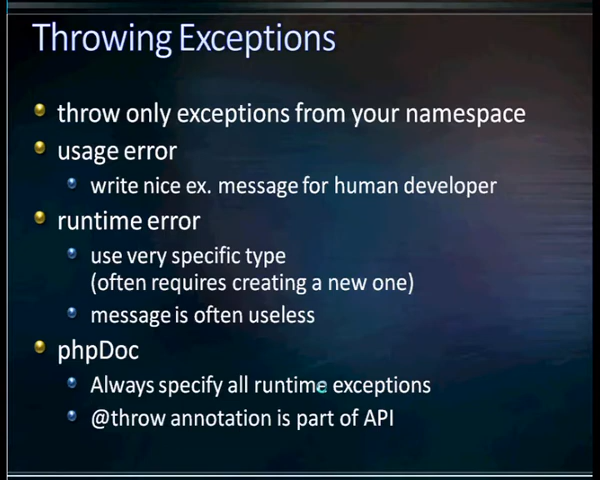 Throwing Exceptions
throw only exceptions from your namespace
usage error
write nice ex. message for human developer
runtime error
use very specific type
(often requires creating a new one)
message is often useless
phpDoc
Always specify all runtime exceptions
@throw annotation is part of API